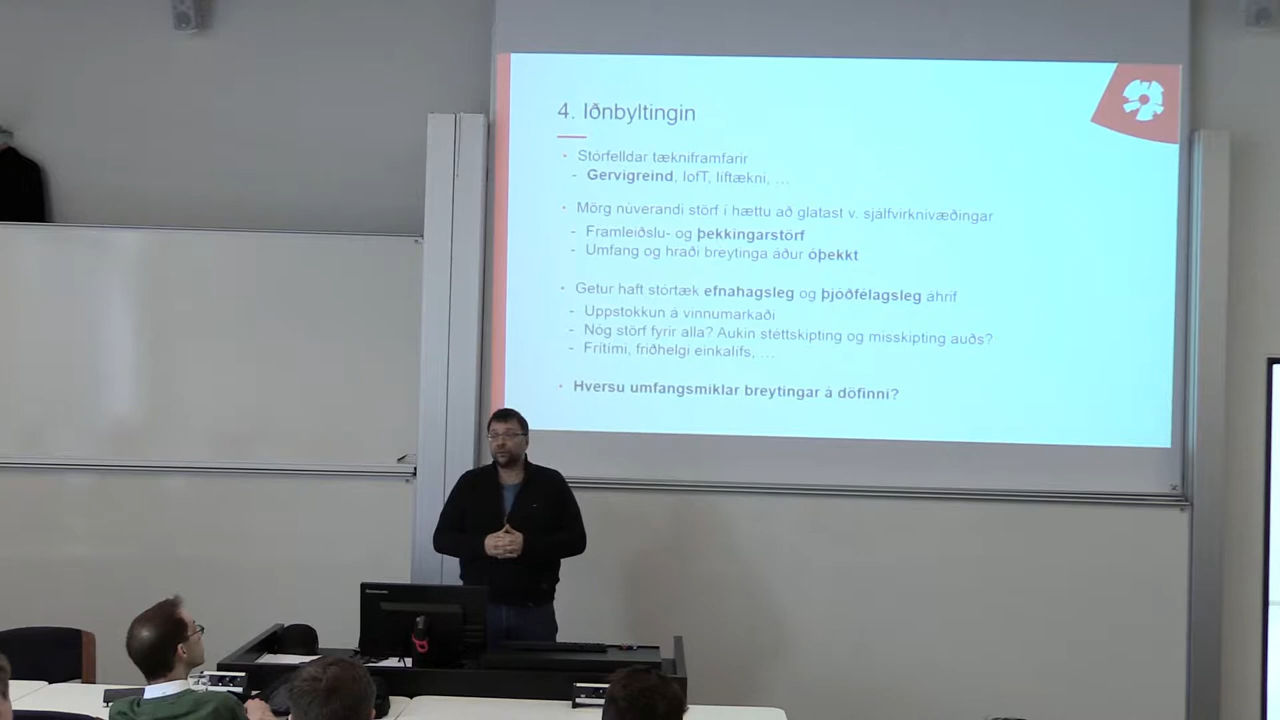 4. Iðnbyltingin
• Stórfelldar tækniframfarir
- Gervigreind, IofT, líftækni, …
• Mörg núverandi störf í hættu að glatast v. sjálfvirknivæðingar
- Framleiðslu- og þekkingarstörf
- Umfang og hraði breytinga áður óþekkt
• Getur haft stórtæk efnahagsleg og þjóðfélagsleg áhrif
- Uppstokkun á vinnumarkaði
- Nóg störf fyrir alla? Aukin stéttskipting og misskipting auðs?
- Frítími, friðhelgi einkalífs, …
• Hversu umfangsmiklar breytingar á döfinni?